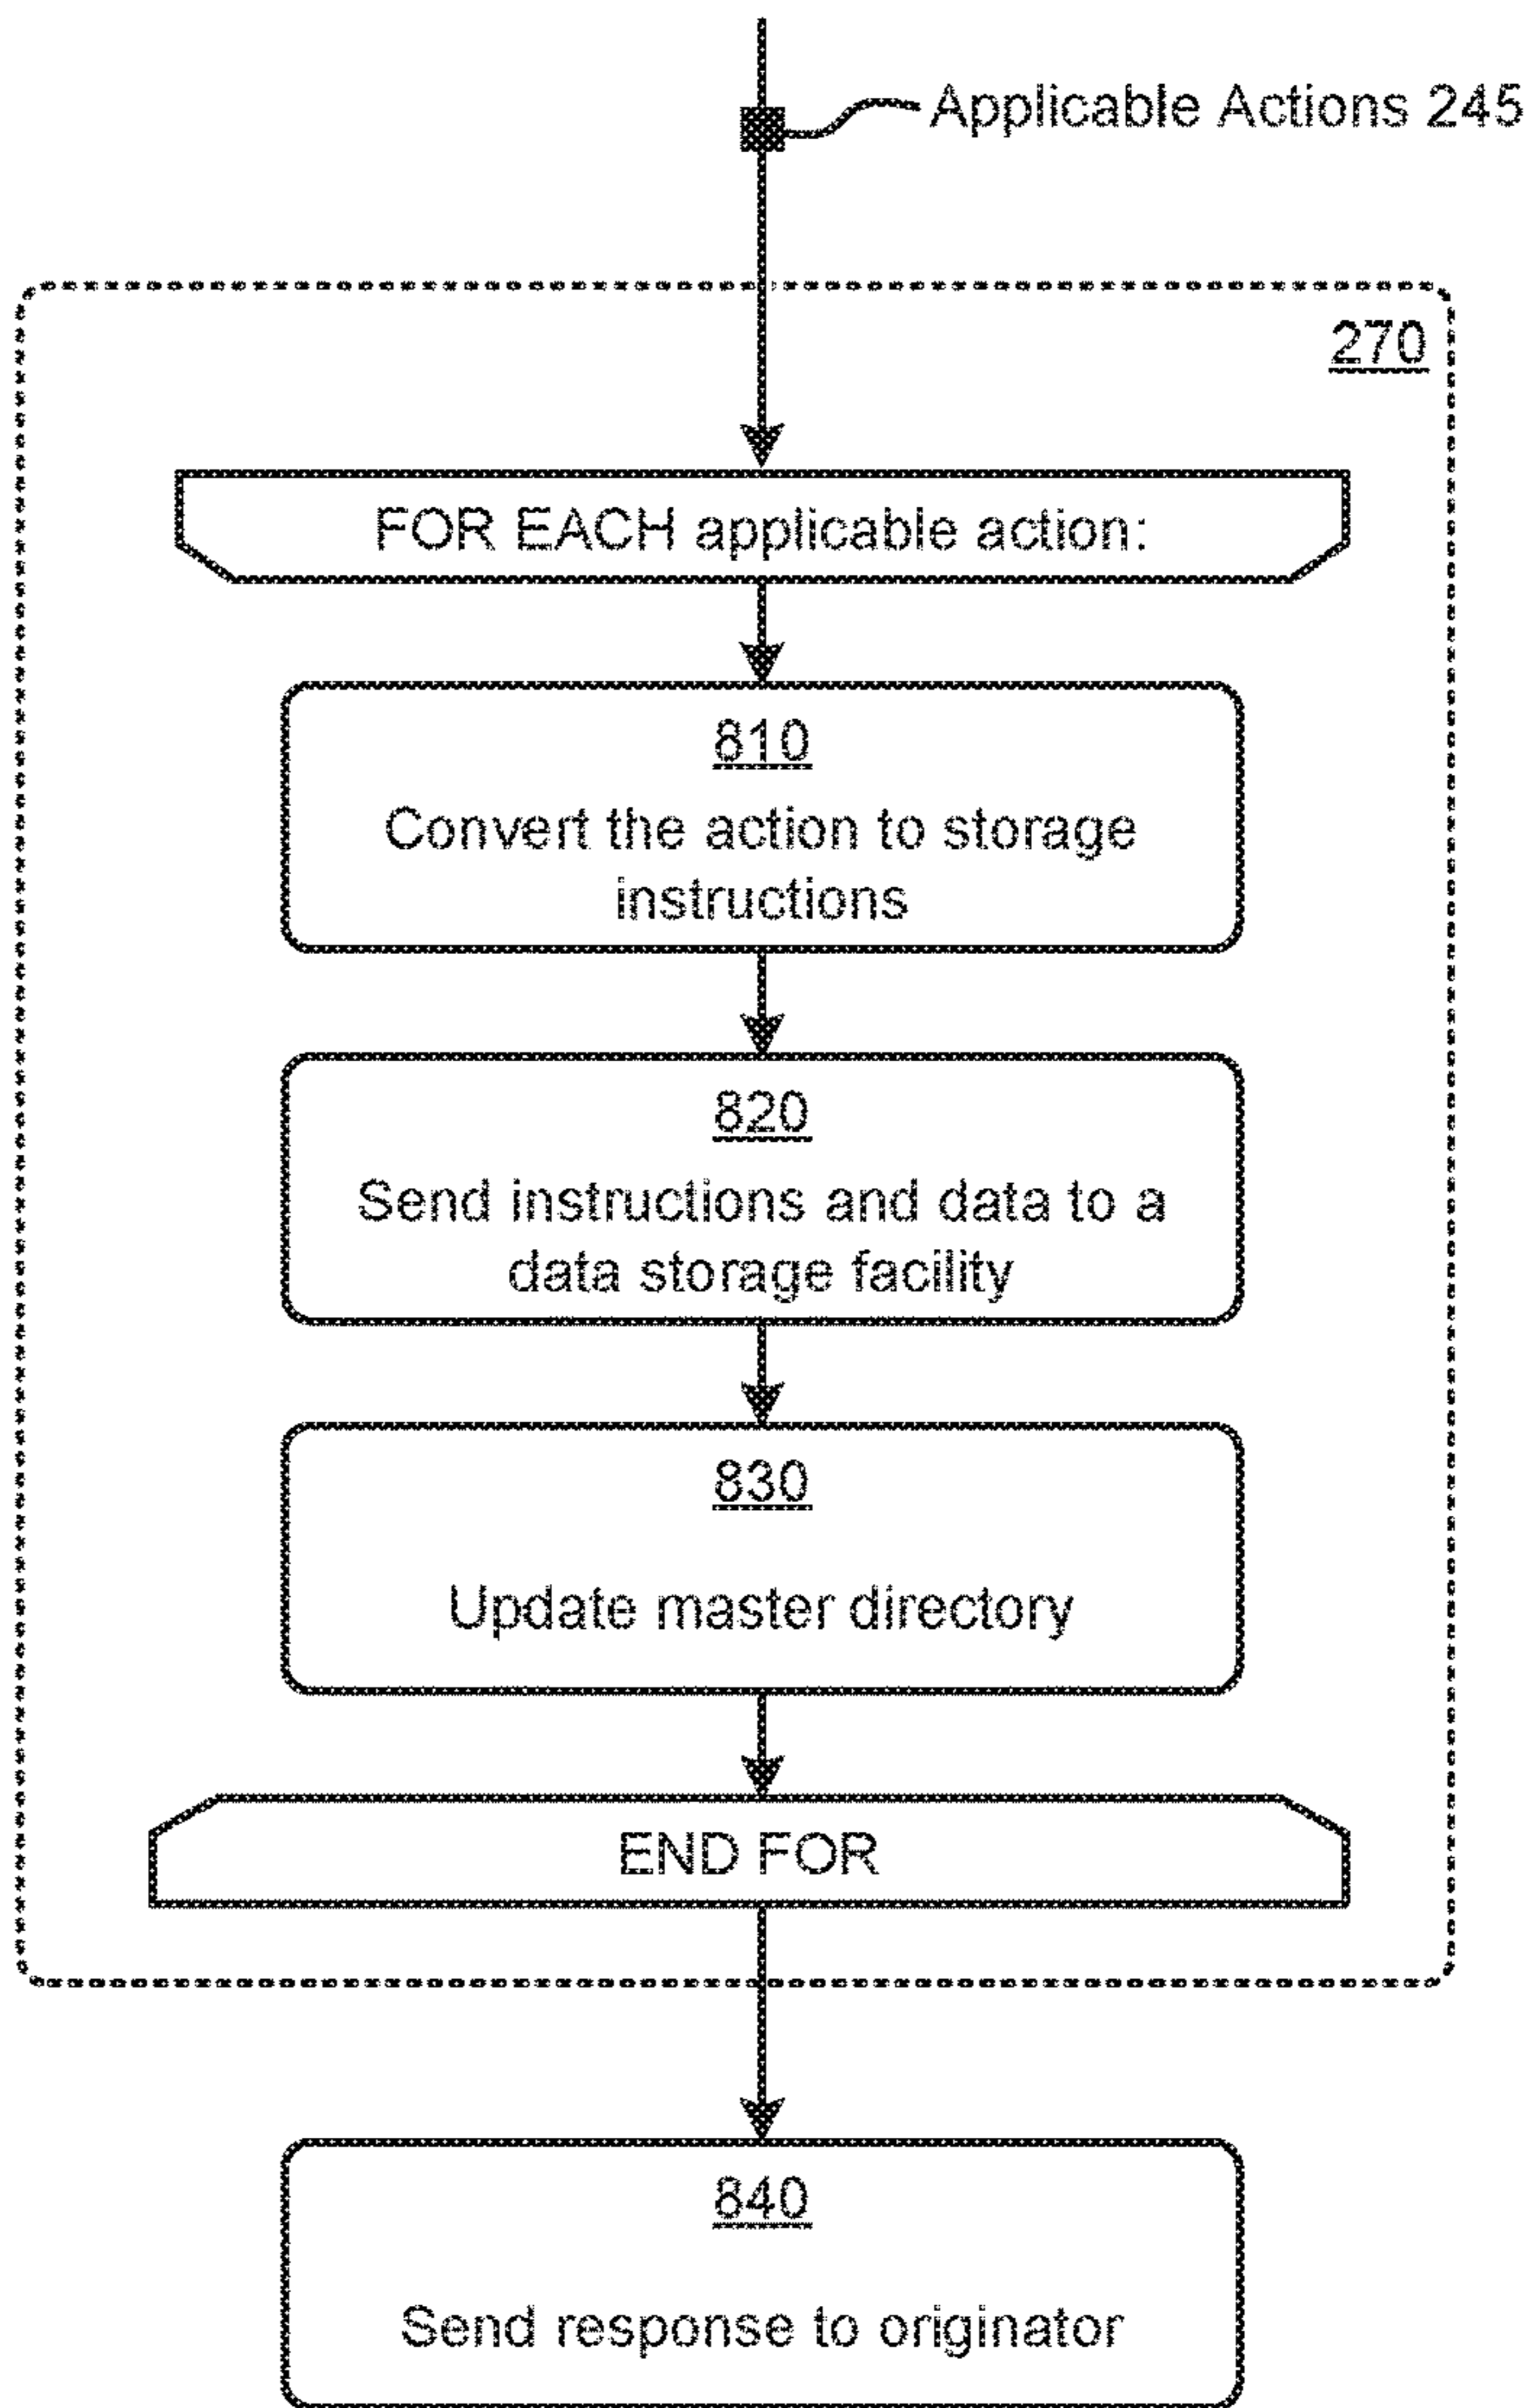 Applicable Actions 245
270
FOR EACH applicable action:
810
Convert the action to storage
instructions
820
Send instructions and data to a
data storage facility
830
Update master directory
END FOR
840
Send response to originator